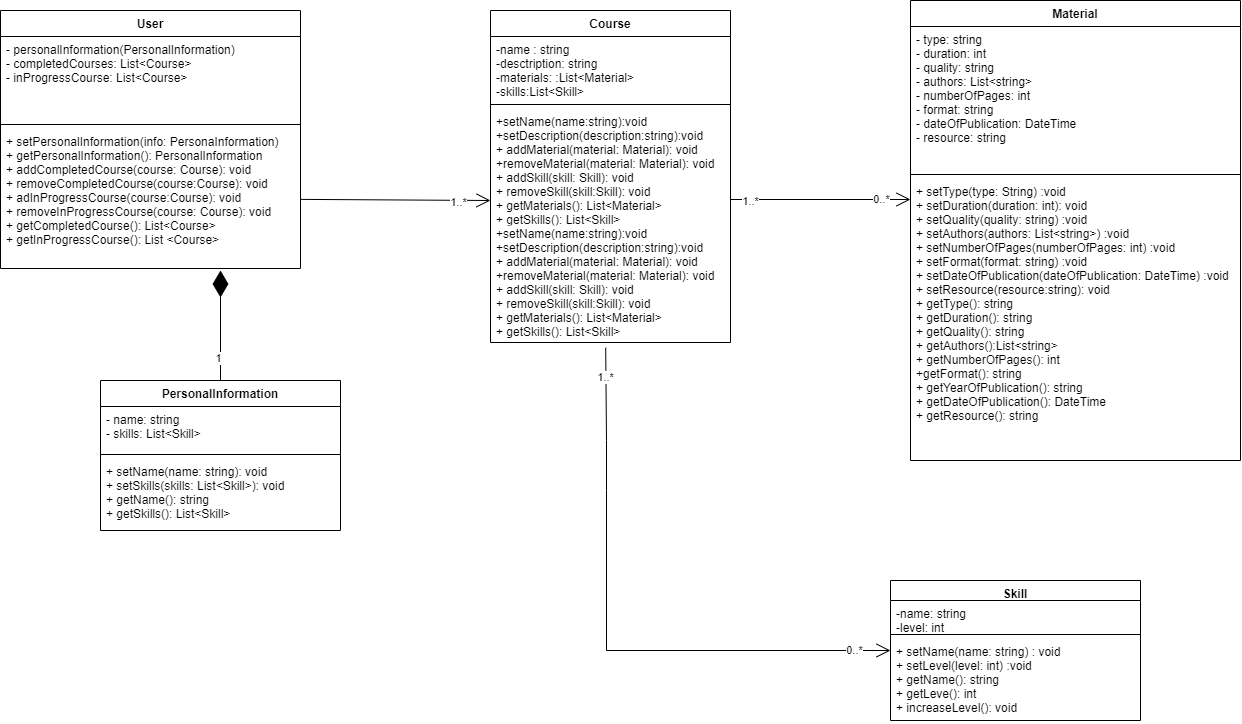 User
- personalInformation(PersonalInformation)
- completedCourses: List<Course>
- inProgressCourse: List<Course>
+ setPersonalInformation(info: PersonaInformation)
+ getPersonalInformation(): PersonalInformation
+ addCompletedCourse(course: Course): void
+ removeCompletedCourse(course:Course): void
+ adInProgressCourse(course:Course): void
+ removeInProgressCourse(course: Course): void
+ getCompletedCourse(): List<Course>
+ getInProgressCourse(): List <Course>
1..*
Course
-name : string
-desctription: string
-materials: :List<Material>
-skills:List<Skill>
+setName(name:string):void
+setDescription(description:string):void
+ addMaterial(material: Material): void
+removeMaterial(material: Material): void
+ addSkill(skill: Skill): void
+ removeSkill(skill:Skill): void
+ getMaterials(): List<Material>
+ getSkills(): List<Skill>
+setName(name:string):void
+setDescription(description:string):void
+ addMaterial(material: Material): void
+removeMaterial(material: Material): void
+ addSkill(skill: Skill): void
+ removeSkill(skill:Skill): void
+ getMaterials(): List<Material>
+ getSkills(): List<Skill>
1..*
0..*
Material
- type: string
- duration: int
- quality: string
- authors: List<string>
- numberOfPages: int
- format: string
- dateOfPublication: DateTime
- resource: string
+ setType(type: String) :void
+ setDuration(duration: int): void
+ setQuality(quality: string) :void
+ setAuthors(authors: List<string>) :void
+ setNumberOfPages(numberOfPages: int) :void
+ setFormat(format: string) :void
+ setDateOfPublication(dateOfPublication: DateTime) :void
+ setResource(resource:string): void
+ getType(): string
+ getDuration(): string
+ getQuality(): string
+ getAuthors():List<string>
+ getNumberOfPages(): int
+getFormat(): string
+ getYearOfPublication(): string
+ getDateOfPublication(): DateTime
+ getResource(): string
1
PersonalInformation
- name: string
- skills: List<Skill>
+ setName(name: string): void
+ setSkills(skills: List<Skill>): void
+ getName(): string
+ getSkills(): List<Skill>
1..*
0..*
Skill
-name: string
-level: int
+ setName(name: string) : void
+ setLevel(level: int) :void
+ getName(): string
+ getLeve(): int
+ increaseLevel(): void